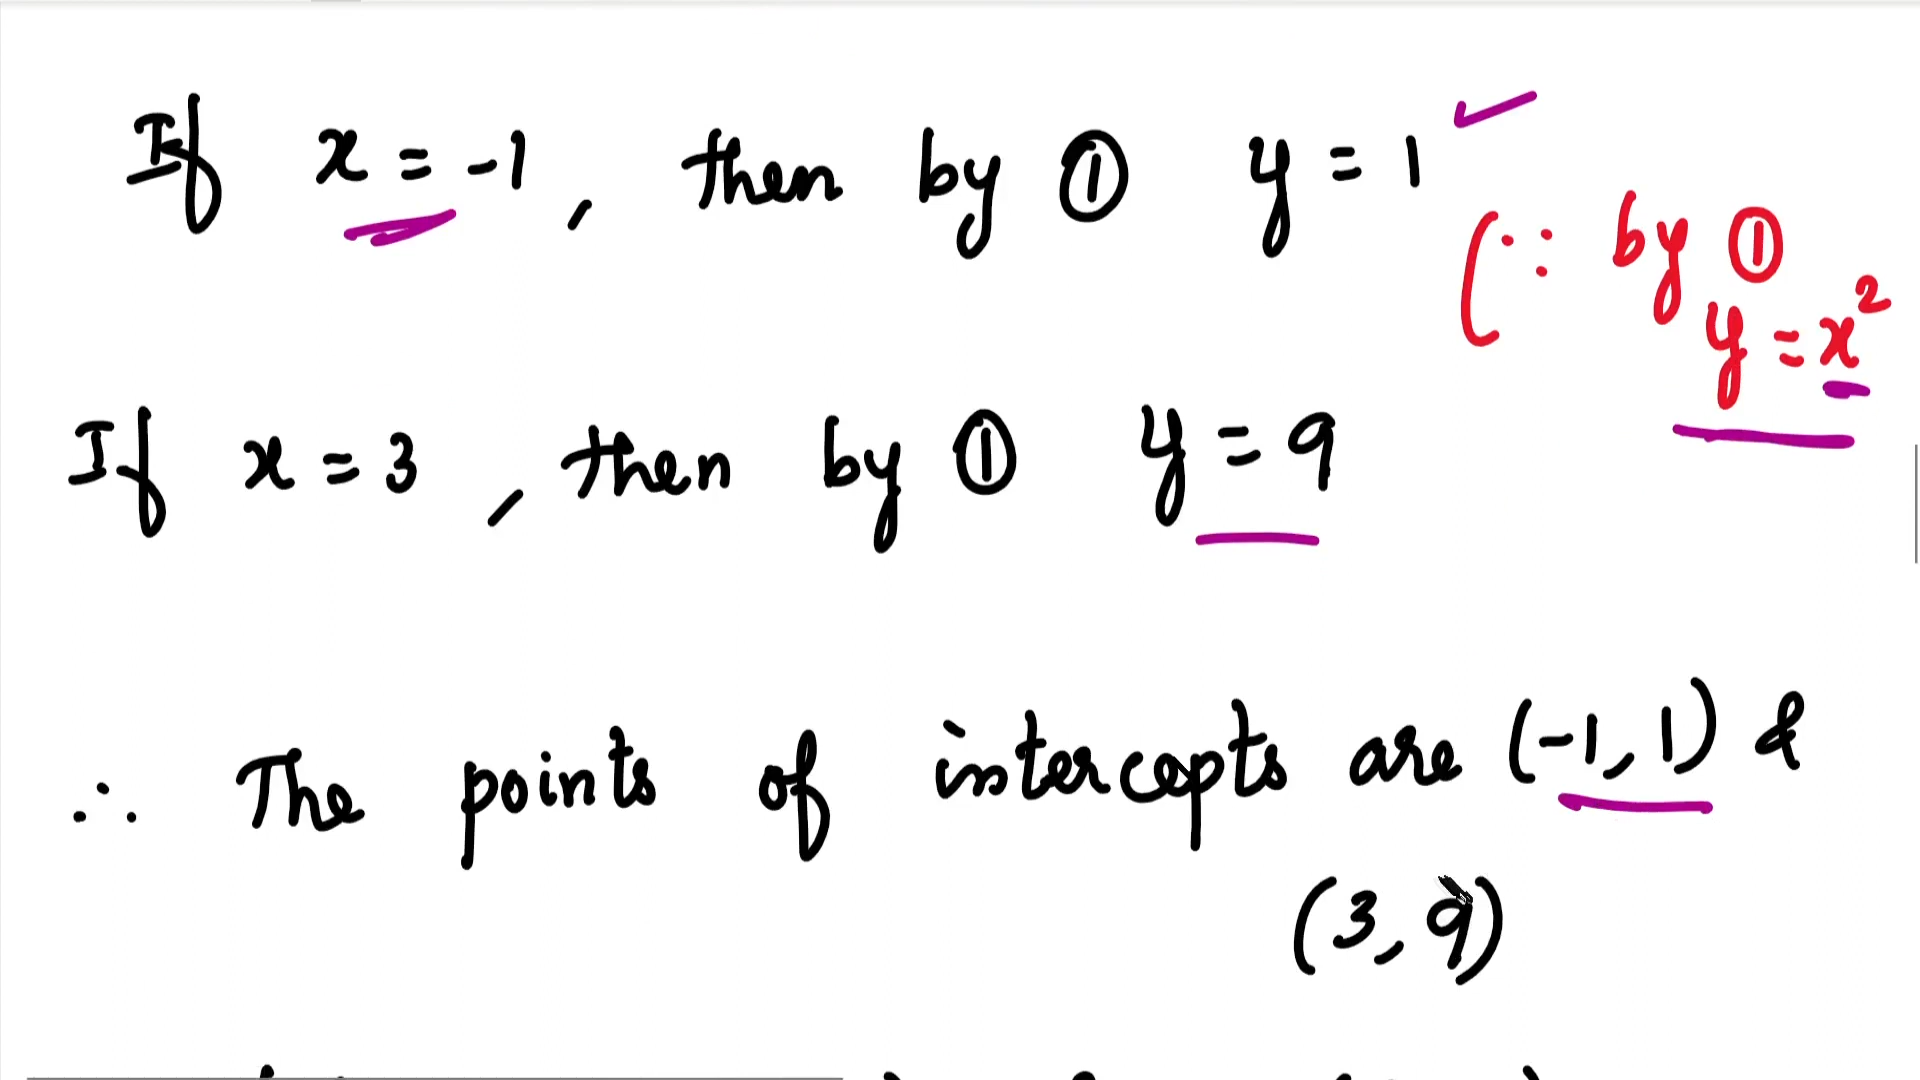 If x = -1, then by ① y = 1
(∵ by ①
y = x²
If x = 3, then by ① y = 9
∴ The points of intercepts are (-1, 1) &
(3, 9)